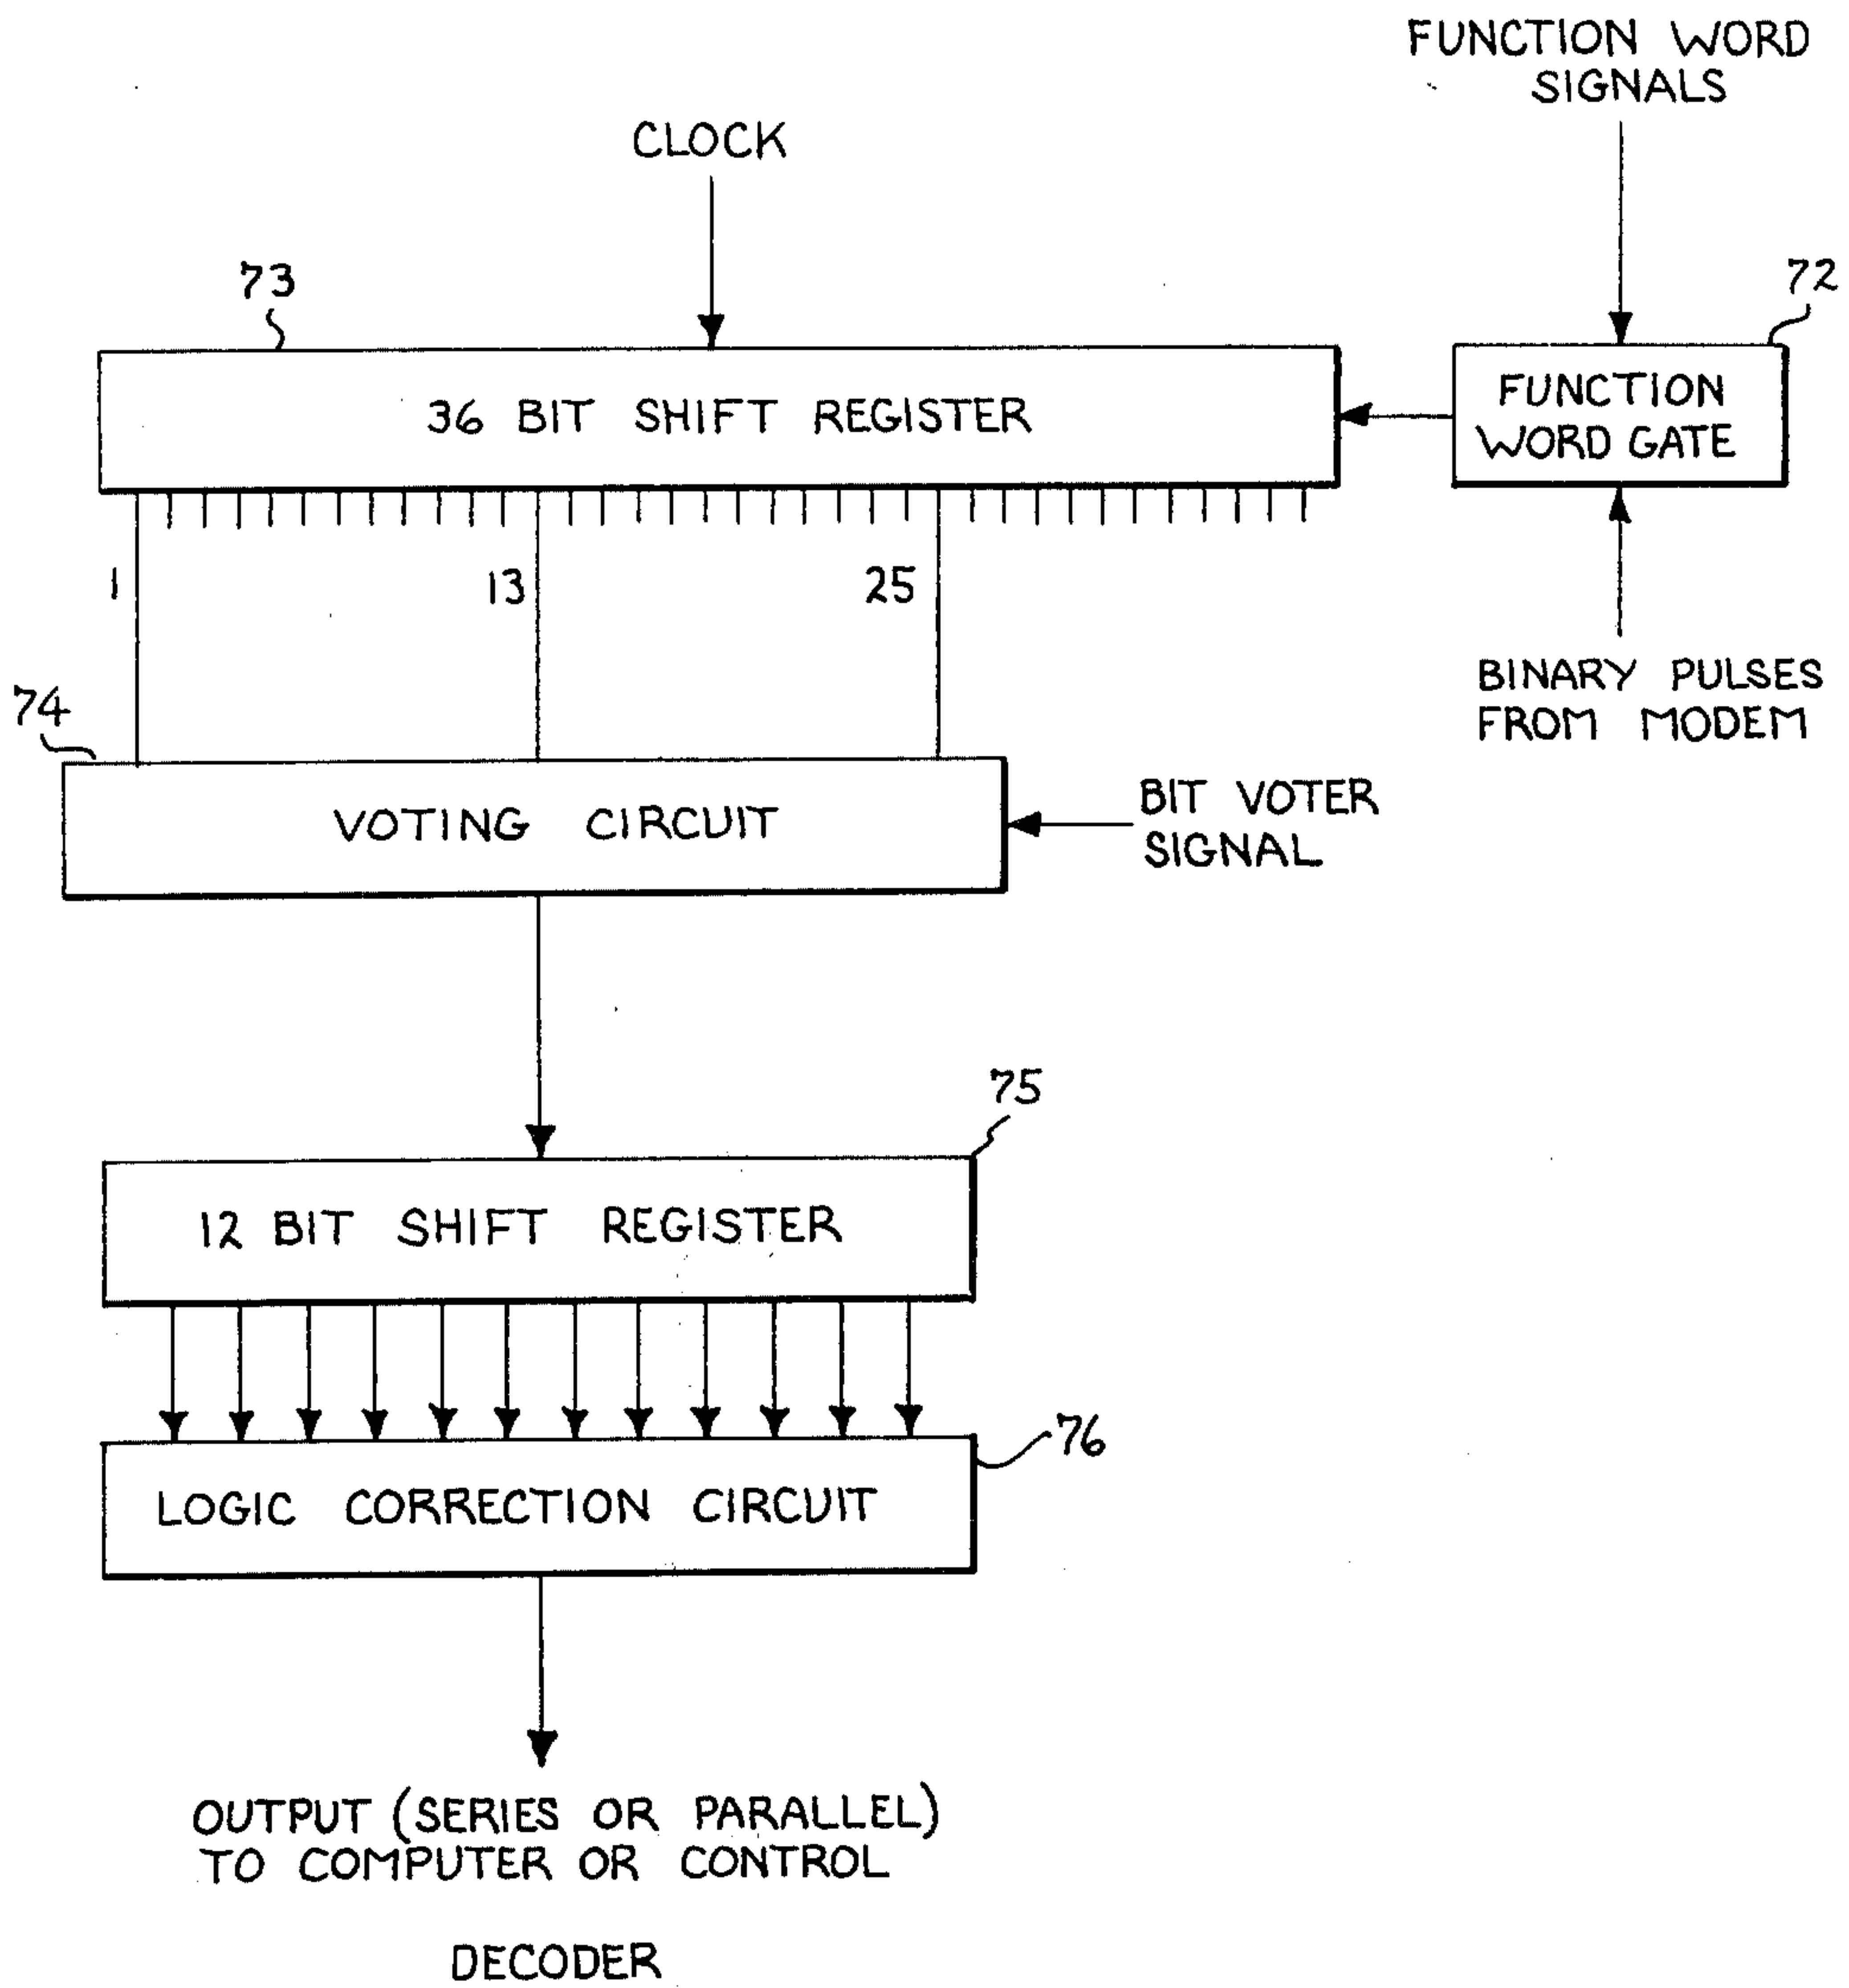 FUNCTION WORD
SIGNALS
CLOCK
73
72
36 BIT SHIFT REGISTER
FUNCTION
WORD GATE
1
13
25
BINARY PULSES
FROM MODEM
74
VOTING CIRCUIT
BIT VOTER
SIGNAL
75
12 BIT SHIFT REGISTER
76
LOGIC CORRECTION CIRCUIT
OUTPUT (SERIES OR PARALLEL)
TO COMPUTER OR CONTROL
DECODER